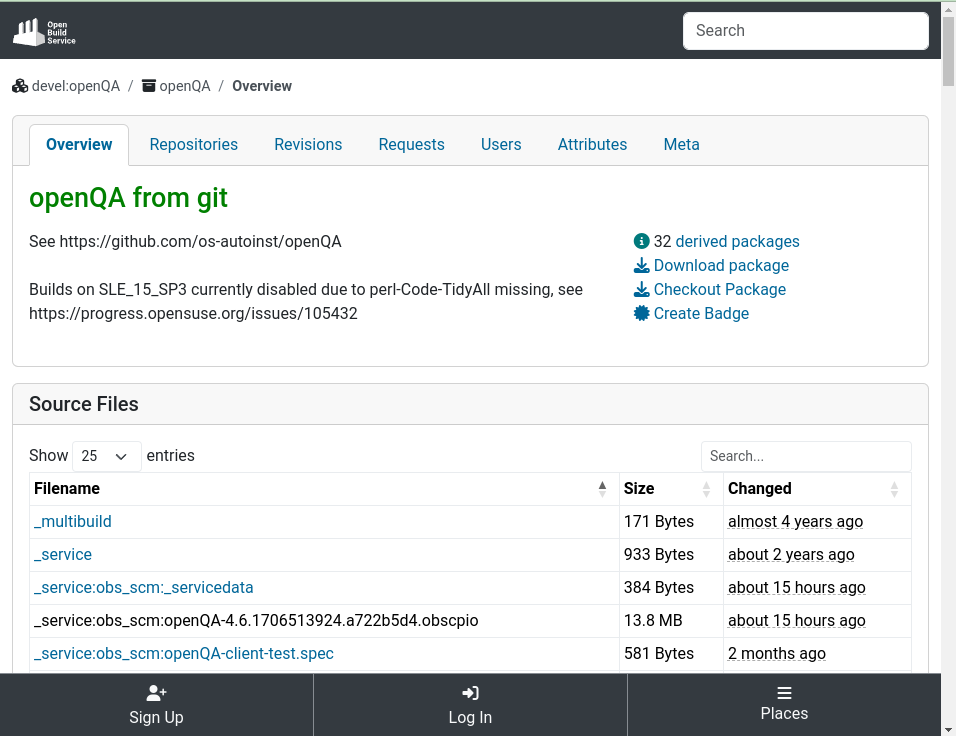 Open
Build
Service
Search
devel:openQA / openQA / Overview
Overview Repositories Revisions Requests Users Attributes Meta
openQA from git
See https://github.com/os-autoinst/openQA
Builds on SLE_15_SP3 currently disabled due to perl-Code-TidyAll missing, see
https://progress.opensuse.org/issues/105432
32 derived packages
Download package
Checkout Package
Create Badge
Source Files
Show 25 entries
Search...
Filename Size Changed
_multibuild 171 Bytes almost 4 years ago
_service 933 Bytes about 2 years ago
_service:obs_scm:_servicedata 384 Bytes about 15 hours ago
_service:obs_scm:openQA-4.6.1706513924.a722b5d4.obscpio 13.8 MB about 15 hours ago
_service:obs_scm:openQA-client-test.spec 581 Bytes 2 months ago
Sign Up Log In Places